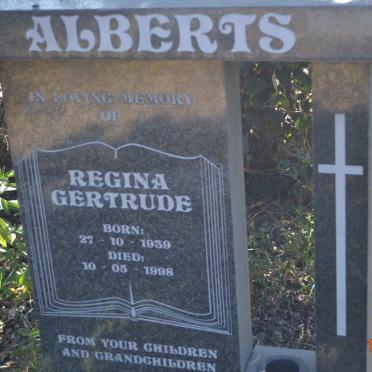 ALBERTS
IN LOVING MEMORY
OF
REGINA
GERTRUDE
BORN:
27-10-1939
DIED:
10-05-1998
FROM YOUR CHILDREN
AND GRANDCHILDREN